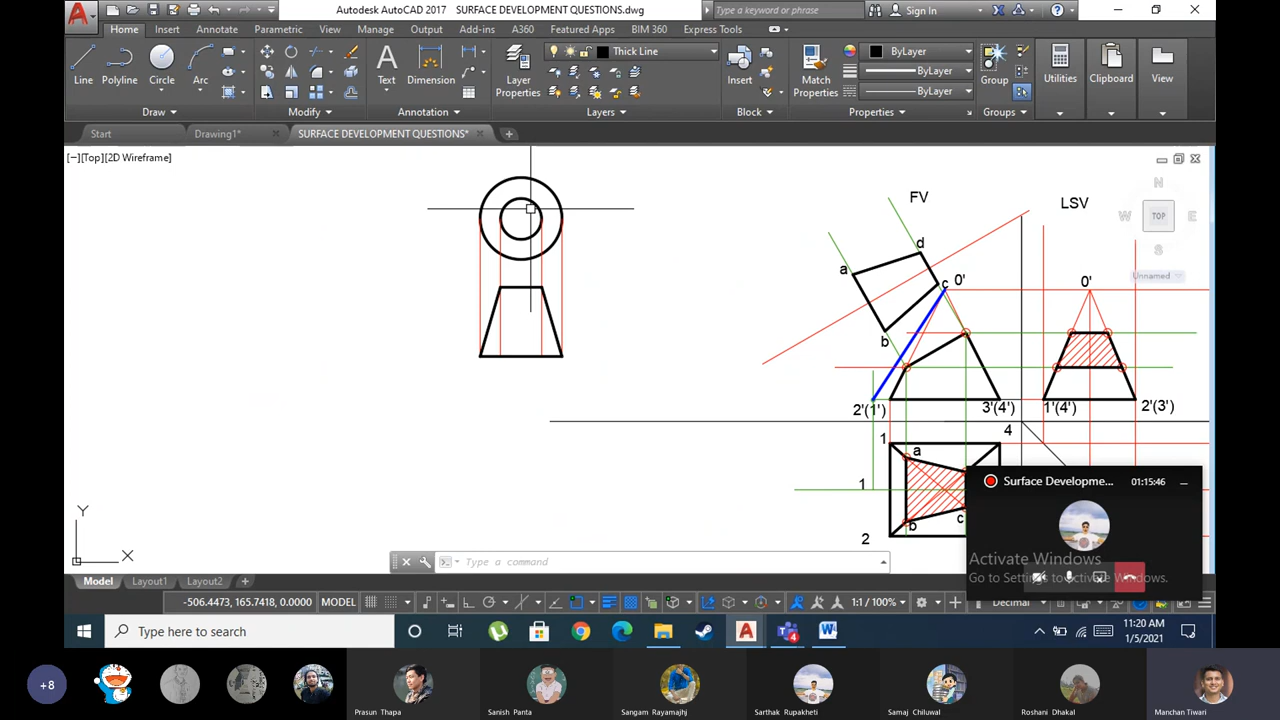 Autodesk AutoCAD 2017 SURFACE DEVELOPMENT QUESTIONS.dwg
Type a keyword or phrase
Sign In
Home Insert Annotate Parametric View Manage Output Add-ins A360 Featured Apps BIM 360 Express Tools
Line Polyline Circle Arc
Text Dimension
Layer Properties
Thick Line
Insert
Match Properties
ByLayer
ByLayer
ByLayer
Group
Utilities Clipboard View
Draw Modify Annotation Layers Block Properties Groups
Start Drawing1* SURFACE DEVELOPMENT QUESTIONS*
[−][Top][2D Wireframe]
N
W TOP E
S
Unnamed
FV
LSV
d
a
c 0'
0'
b
2'(1') 3'(4') 1'(4') 2'(3')
4
1 a
1
b c
2
Surface Developme... 01:15:46
Activate Windows
Go to Settings to activate Windows.
Y
X
Type a command
Model Layout1 Layout2 +
-506.4473, 165.7418, 0.0000 MODEL
1:1 / 100%
Decimal
Type here to search
11:20 AM
1/5/2021
+8
Prasun Thapa
Sanish Panta
Sangam Rayamajhj
Sarthak Rupakheti
Samaj Chiluwal
Roshani Dhakal
Manchan Tiwari